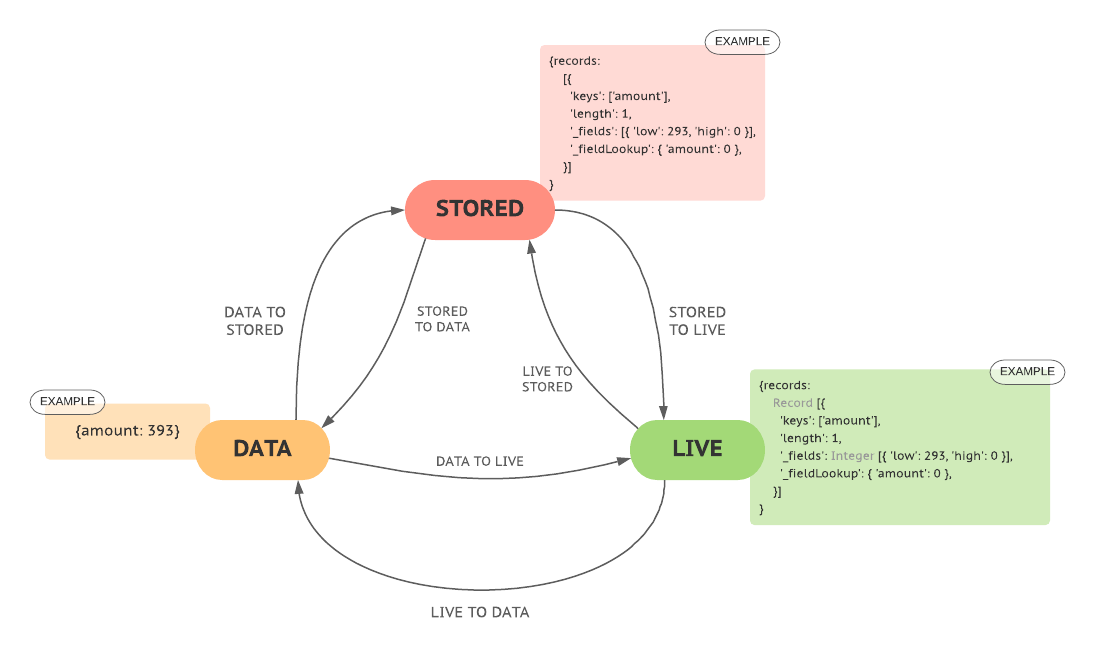 EXAMPLE
{records:
[{
'keys': ['amount'],
'length': 1,
'_fields': [{ 'low': 293, 'high': 0 }],
'_fieldLookup': { 'amount': 0 },
}]
}
STORED
DATA TO
STORED
STORED
TO DATA
STORED
TO LIVE
LIVE TO
STORED
EXAMPLE
{records:
Record [{
'keys': ['amount'],
'length': 1,
'_fields': Integer [{ 'low': 293, 'high': 0 }],
'_fieldLookup': { 'amount': 0 },
}]
}
EXAMPLE
{amount: 393}
DATA
LIVE
DATA TO LIVE
LIVE TO DATA